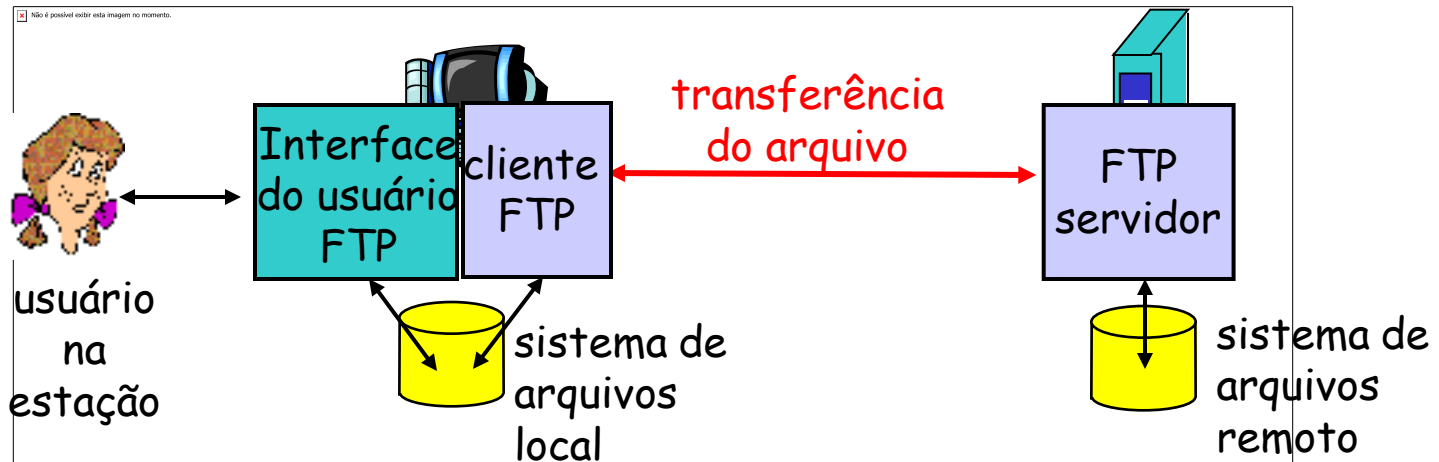 Não é possível exibir esta imagem no momento.
transferência
do arquivo
Interface
do usuário
FTP
cliente
FTP
FTP
servidor
usuário
na
estação
sistema de
arquivos
local
sistema de
arquivos
remoto